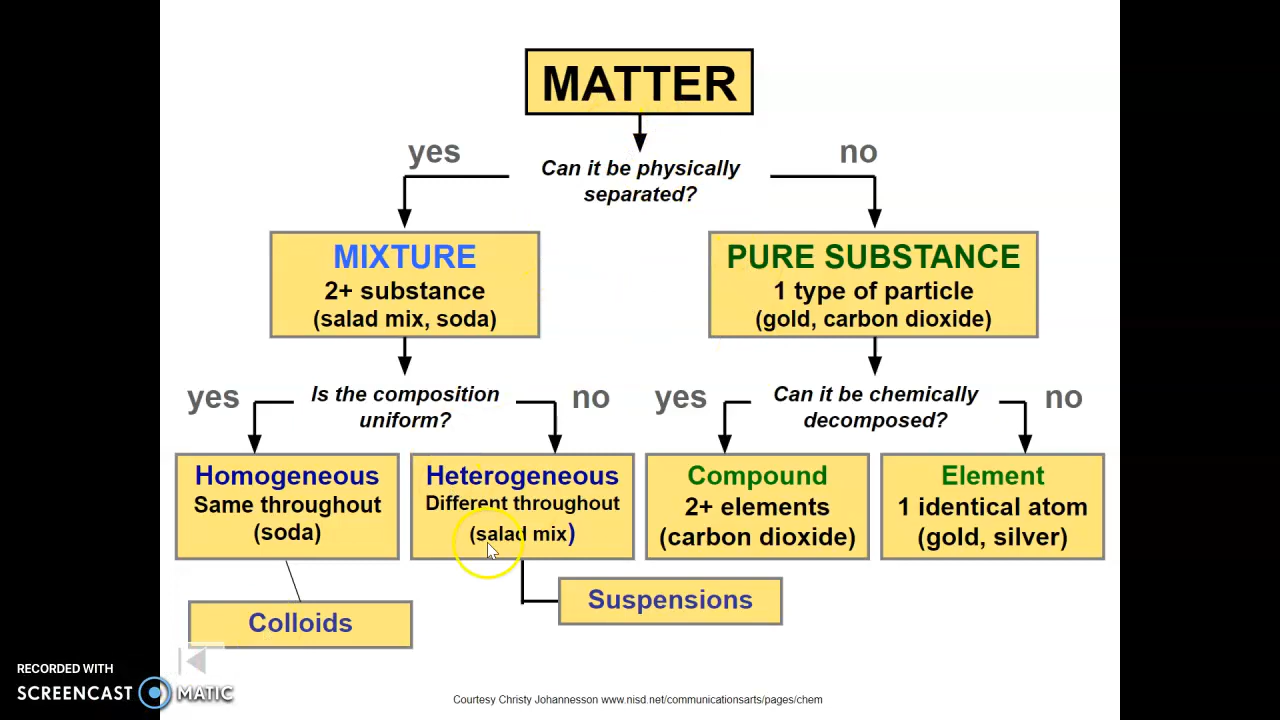 MATTER
yes
no
Can it be physically
separated?
MIXTURE
2+ substance
(salad mix, soda)
PURE SUBSTANCE
1 type of particle
(gold, carbon dioxide)
yes
Is the composition
uniform?
no
yes
Can it be chemically
decomposed?
no
Homogeneous
Same throughout
(soda)
Heterogeneous
Different throughout
(salad mix)
Compound
2+ elements
(carbon dioxide)
Element
1 identical atom
(gold, silver)
Colloids
Suspensions
RECORDED WITH
SCREENCAST MATIC
Courtesy Christy Johannesson www.nisd.net/communicationsarts/pages/chem